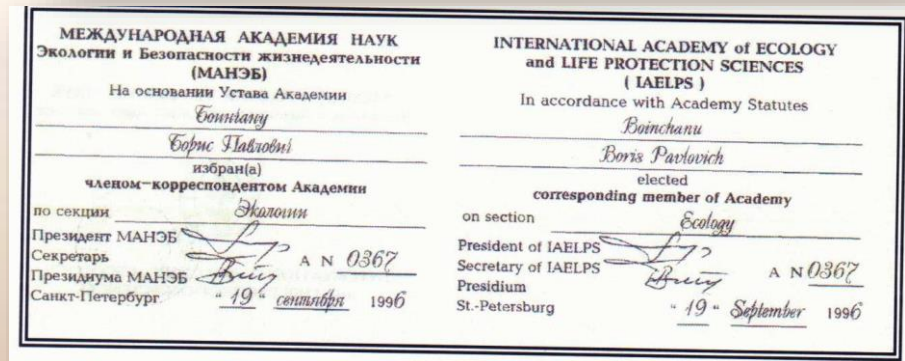 МЕЖДУНАРОДНАЯ АКАДЕМИЯ НАУК
Экологии и Безопасности жизнедеятельности
(МАНЭБ)
На основании Устава Академии
Боинчану
Борис Павлович
избран(а)
членом-корреспондентом Академии
по секции Экологии
Президент МАНЭБ
Секретарь A N 0367
Президиума МАНЭБ
Санкт-Петербург. "19" сентября 1996
INTERNATIONAL ACADEMY of ECOLOGY
and LIFE PROTECTION SCIENCES
( IAELPS )
In accordance with Academy Statutes
Boinchanu
Boris Pavlovich
elected
corresponding member of Academy
on section Ecology
President of IAELPS
Secretary of IAELPS A N 0367
Presidium
St.-Petersburg "19" September 1996